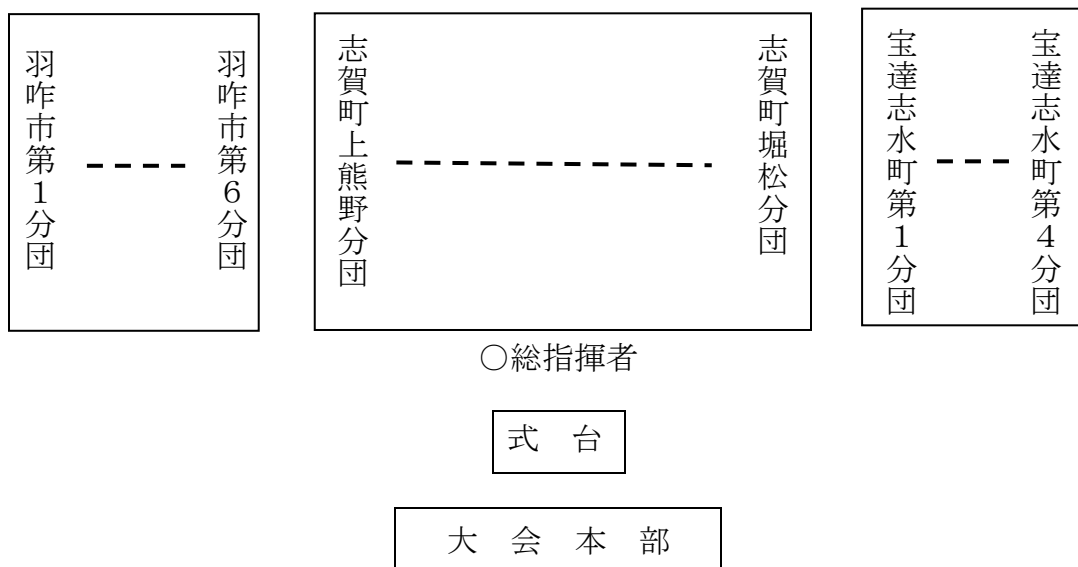 羽咋市第1分団
羽咋市第6分団
志賀町上熊野分団
志賀町堀松分団
宝達志水町第1分団
宝達志水町第4分団
○総指揮者
式 台
大 会 本 部